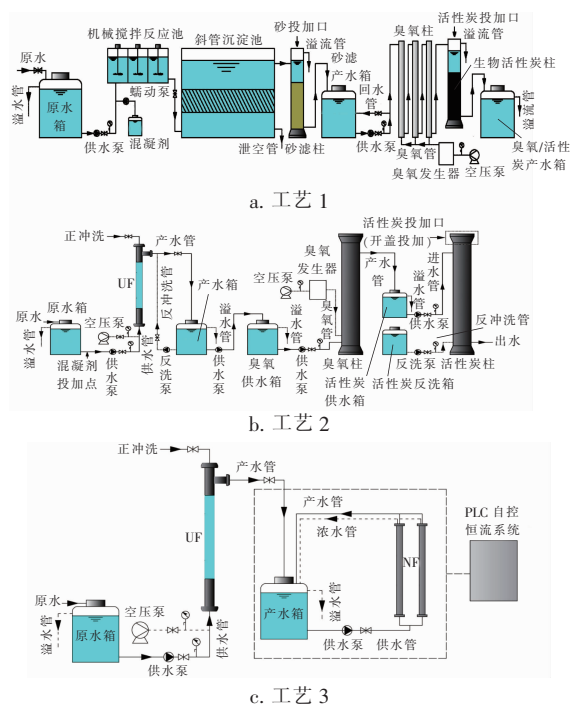 原水
溢水管
原水箱
供水泵
机械搅拌反应池
蠕动泵
混凝剂
斜管沉淀池
泄空管
砂投加口
溢流管
砂滤柱
砂滤
产水箱
回水管
供水泵
臭氧柱
臭氧管
臭氧发生器
空压泵
活性炭投加口
溢流管
生物活性炭柱
溢流管
臭氧/活性炭产水箱
a. 工艺 1
正冲洗
UF
产水管
原水箱
原水
溢水管
混凝剂投加点
空压泵
供水泵
供水管
反冲洗管
反洗泵
产水箱
溢水管
供水泵
臭氧供水箱
溢水管
供水泵
空压泵
臭氧发生器
臭氧管
臭氧柱
活性炭投加口
(开盖投加)
产水管
溢水管
供水泵
进水管
反冲洗管
出水
反洗泵
活性炭供水箱
活性炭反洗箱
活性炭柱
b. 工艺 2
正冲洗
产水管
UF
原水
溢水管
原水箱
空压泵
供水泵
供水管
产水管
浓水管
NF
产水箱
溢水管
供水泵
供水管
PLC 自控
恒流系统
c. 工艺 3